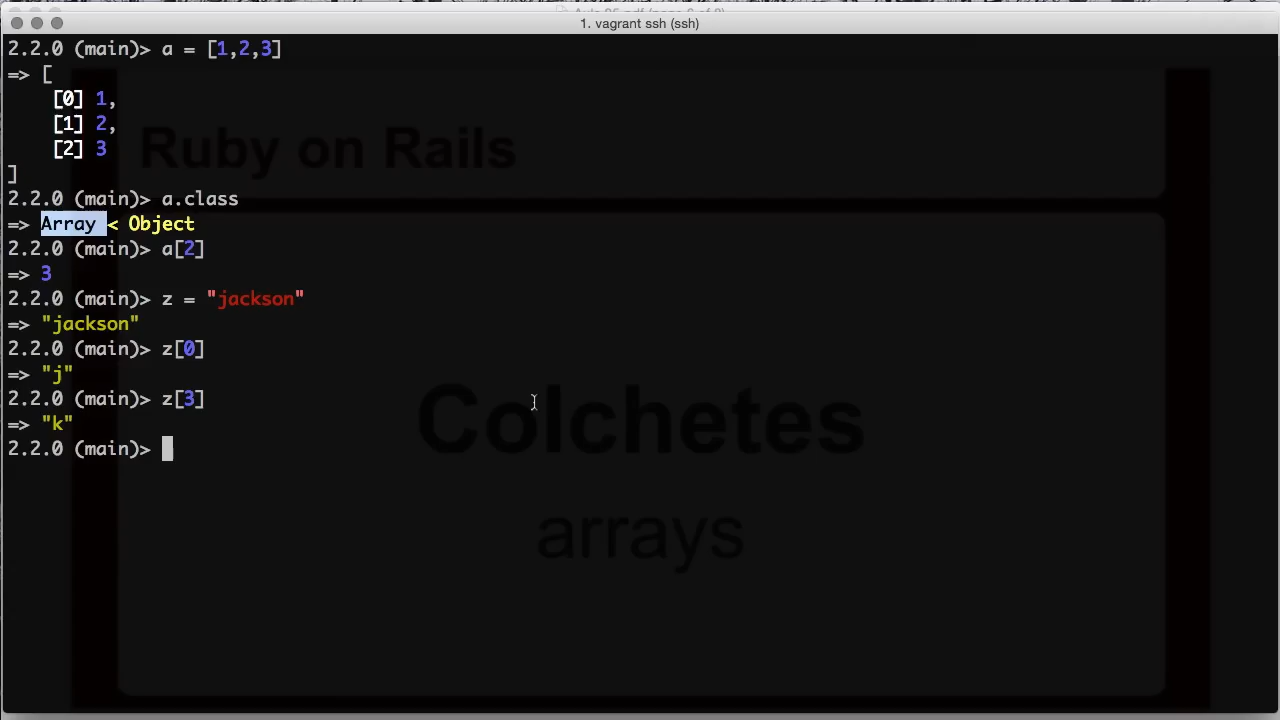 1. vagrant ssh (ssh)
2.2.0 (main)> a = [1,2,3]
=> [
    [0] 1,
    [1] 2,
    [2] 3
]
2.2.0 (main)> a.class
=> Array < Object
2.2.0 (main)> a[2]
=> 3
2.2.0 (main)> z = "jackson"
=> "jackson"
2.2.0 (main)> z[0]
=> "j"
2.2.0 (main)> z[3]
=> "k"
2.2.0 (main)>
Ruby on Rails
Colchetes
arrays